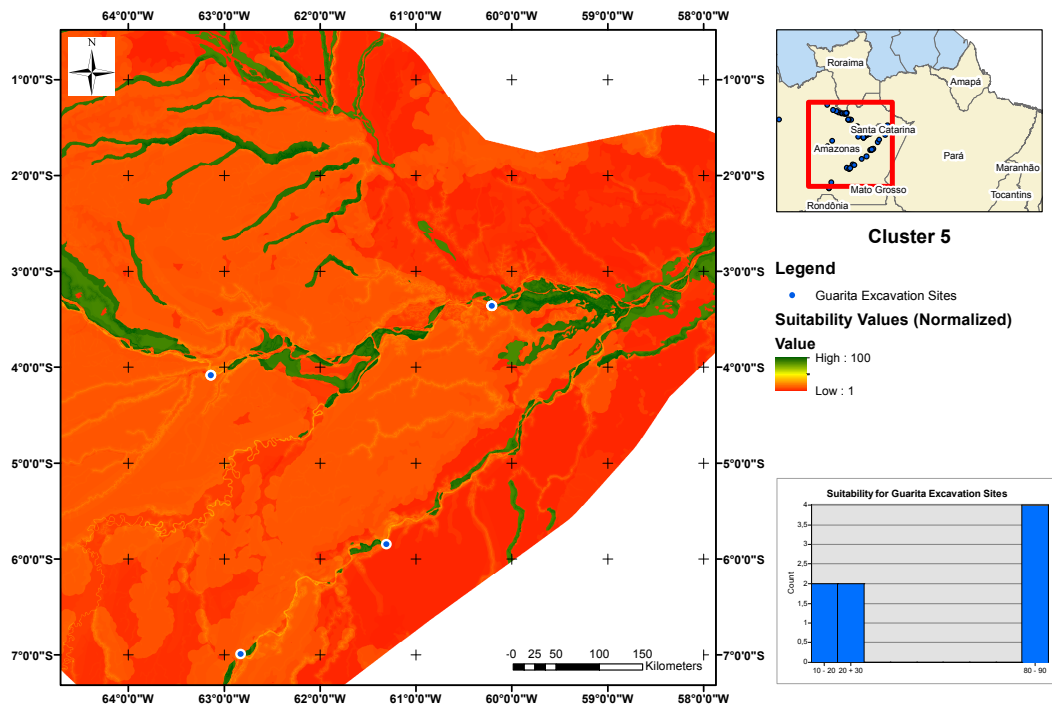 64°0'0"W 63°0'0"W 62°0'0"W 61°0'0"W 60°0'0"W 59°0'0"W 58°0'0"W
N
1°0'0"S 1°0'0"S
2°0'0"S 2°0'0"S
3°0'0"S 3°0'0"S
4°0'0"S 4°0'0"S
5°0'0"S 5°0'0"S
6°0'0"S 6°0'0"S
7°0'0"S 7°0'0"S
-0 25 50 100 150
Kilometers
64°0'0"W 63°0'0"W 62°0'0"W 61°0'0"W 60°0'0"W 59°0'0"W 58°0'0"W
Roraima
Amapá
Santa Catarina
Amazonas
Pará
Maranhão
Mato Grosso
Tocantins
Rondônia
Cluster 5
Legend
Guarita Excavation Sites
Suitability Values (Normalized)
Value
High : 100
Low : 1
Suitability for Guarita Excavation Sites
Count
4
3,5
3
2,5
2
1,5
1
0,5
0
10 - 20 20 + 30 80 - 90